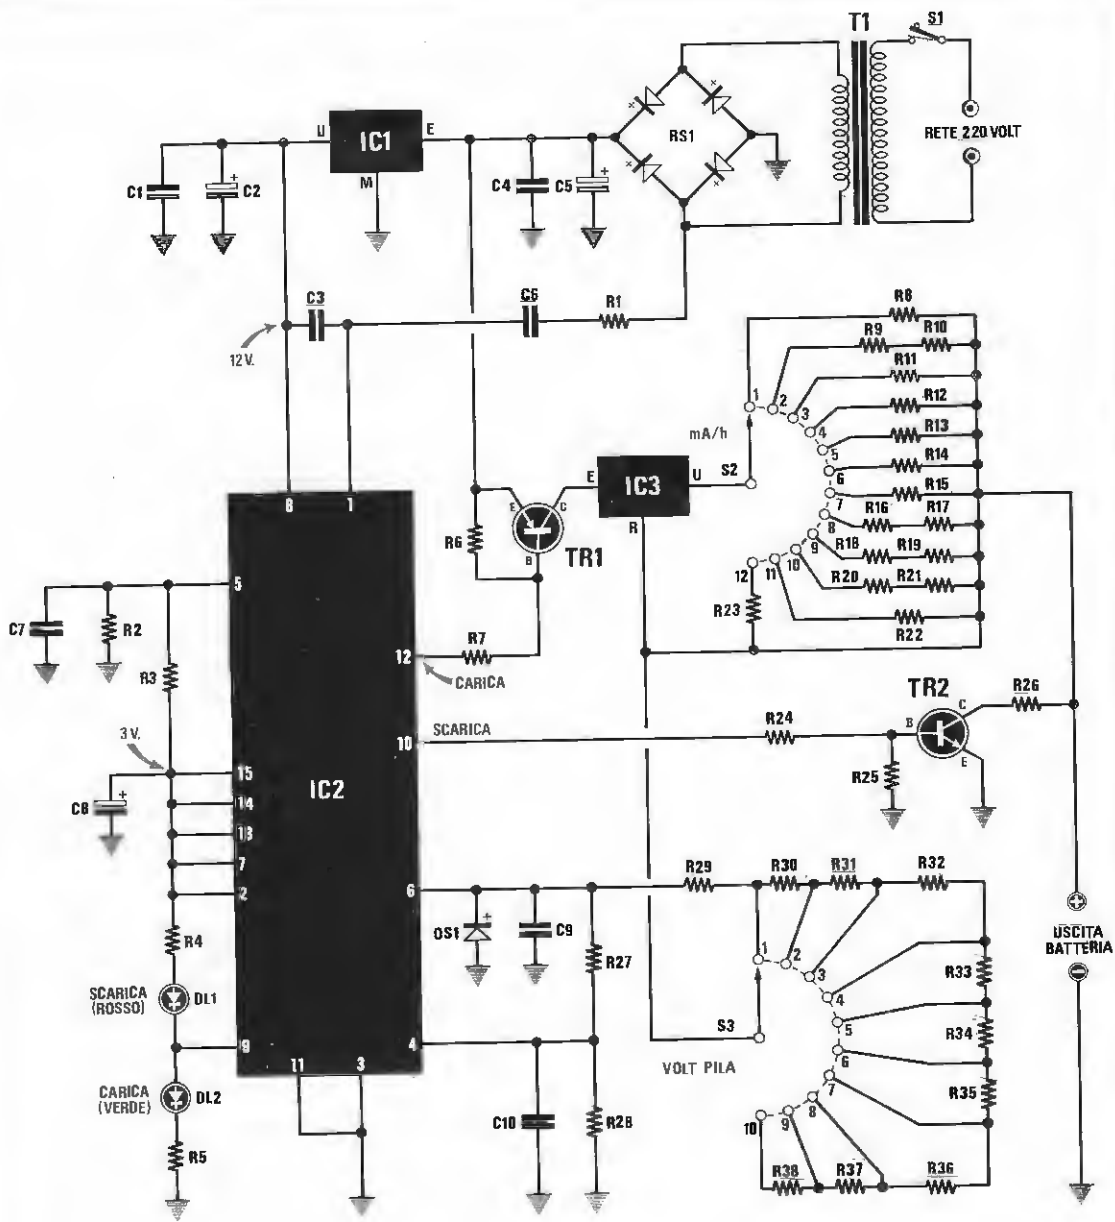 T1
S1
RETE 220 VOLT
RS1
U
IC1
E
M
C1
C2
+
C4
C5
+
C3
C6
R1
12 V.
R8
R9
R10
R11
R12
R13
R14
R15
R16
R17
R18
R19
R20
R21
R22
R23
1
2
3
4
5
6
7
8
9
10
11
12
mA/h
S2
E
IC3
U
R
E
C
B
TR1
R6
R7
8
1
5
12
CARICA
10
SCARICA
C7
R2
R3
3 V.
C8
+
15
14
13
7
2
IC2
R4
SCARICA
(ROSSO)
DL1
9
CARICA
(VERDE)
DL2
R5
11
3
6
4
R24
R25
TR2
B
C
E
R26
DS1
+
C9
R27
C10
R28
R29
R30
R31
R32
R33
R34
R35
R36
R37
R38
1
2
3
4
5
6
7
8
9
10
S3
VOLT PILA
+
USCITA
BATTERIA
-